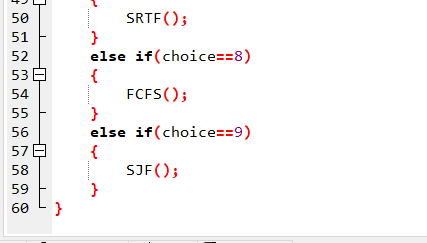 49 {
50 SRTF();
51 }
52 else if(choice==8)
53 {
54 FCFS();
55 }
56 else if(choice==9)
57 {
58 SJF();
59 }
60 }